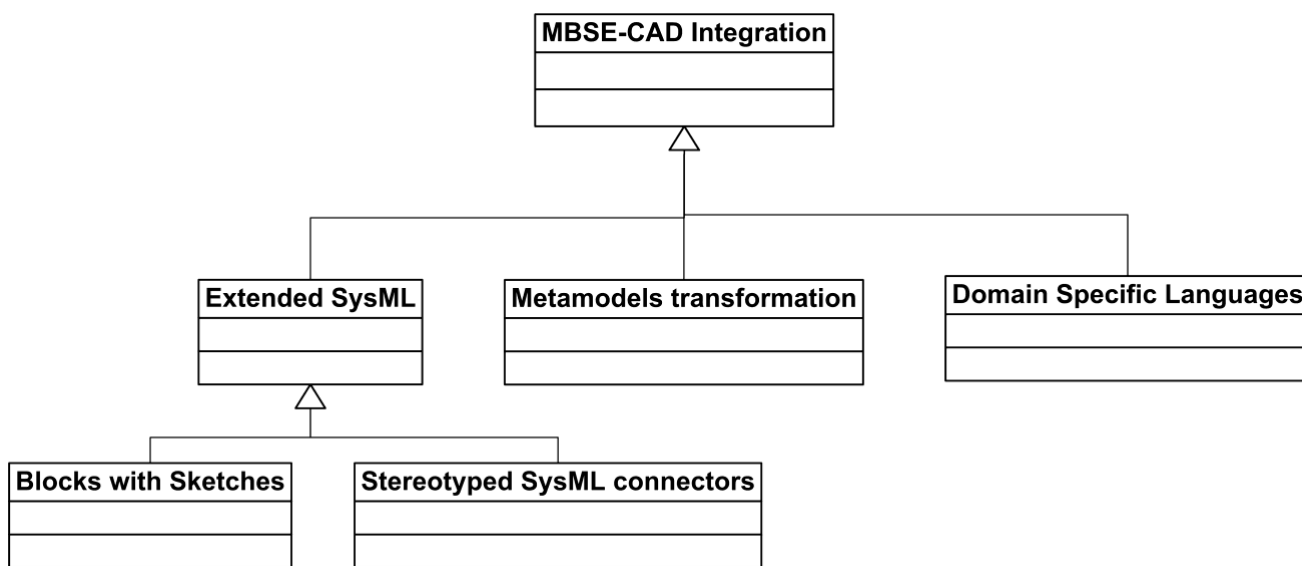 MBSE-CAD Integration
Extended SysML
Metamodels transformation
Domain Specific Languages
Blocks with Sketches
Stereotyped SysML connectors